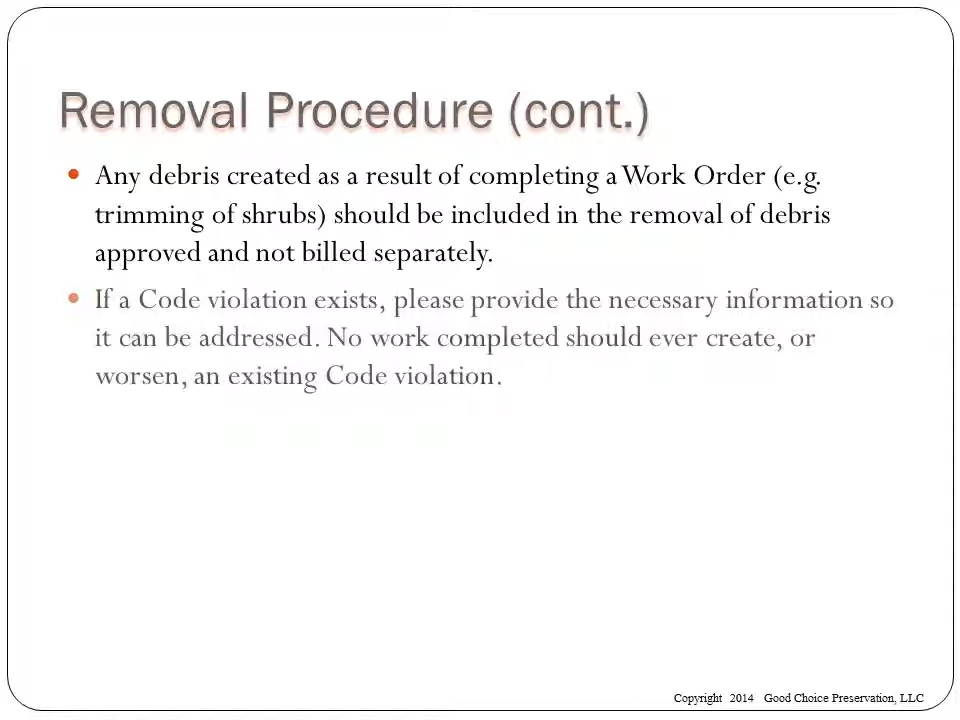 Removal Procedure (cont.)
Any debris created as a result of completing a Work Order (e.g.
trimming of shrubs) should be included in the removal of debris
approved and not billed separately.
If a Code violation exists, please provide the necessary information so
it can be addressed. No work completed should ever create, or
worsen, an existing Code violation.
Copyright 2014 Good Choice Preservation, LLC